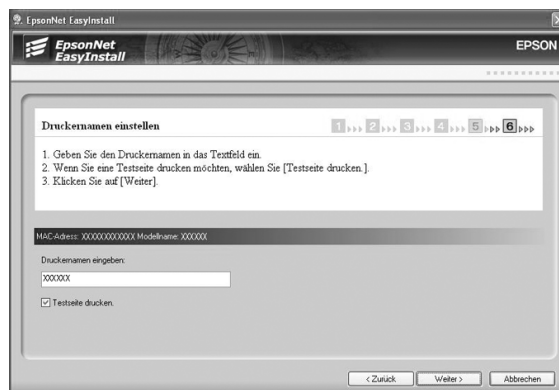 EpsonNet EasyInstall
EpsonNet
EasyInstall
EPSON
Druckernamen einstellen
1 2 3 4 5 6
1. Geben Sie den Druckernamen in das Textfeld ein.
2. Wenn Sie eine Testseite drucken möchten, wählen Sie [Testseite drucken.].
3. Klicken Sie auf [Weiter].
MAC-Adress: XXXXXXXXXXXX Modellname: XXXXXX
Druckernamen eingeben:
XXXXXX
Testseite drucken.
< Zurück Weiter > Abbrechen